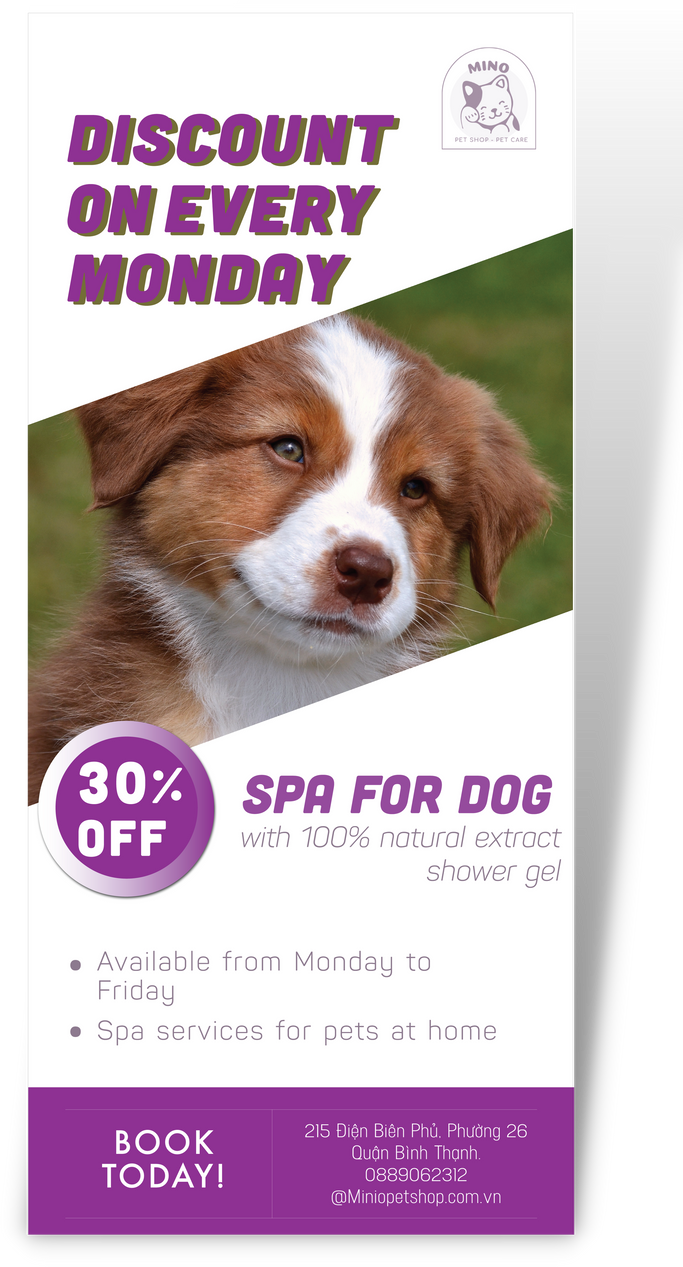 MINO
PET SHOP - PET CARE
DISCOUNT
ON EVERY
MONDAY
30%
OFF
SPA FOR DOG
with 100% natural extract
shower gel
• Available from Monday to
Friday
• Spa services for pets at home
BOOK
TODAY!
215 Điện Biên Phủ, Phường 26
Quận Bình Thạnh.
0889062312
@Miniopetshop.com.vn